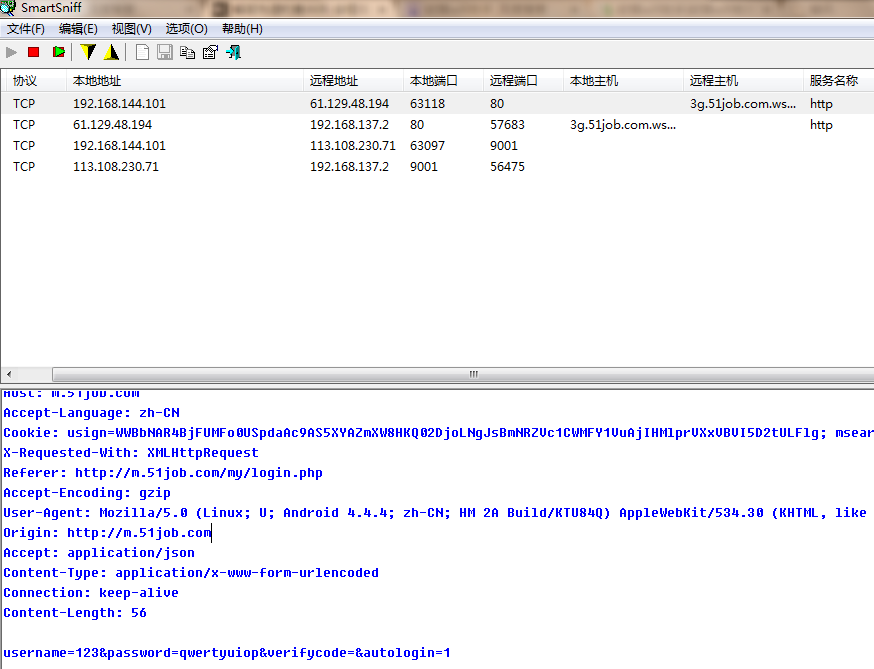 SmartSniff
文件(F) 编辑(E) 视图(V) 选项(O) 帮助(H)
协议 本地地址 远程地址 本地端口 远程端口 本地主机 远程主机 服务名称
TCP 192.168.144.101 61.129.48.194 63118 80 3g.51job.com.ws... http
TCP 61.129.48.194 192.168.137.2 80 57683 3g.51job.com.ws... http
TCP 192.168.144.101 113.108.230.71 63097 9001
TCP 113.108.230.71 192.168.137.2 9001 56475
Host: m.51job.com
Accept-Language: zh-CN
Cookie: usign=WWBbNAR4BjFUMFo0USpdaAc9AS5XYAZmXW8HKQ02DjoLNgJsBmNRZVc1CWMFY1VuAjIHMlprVXxVBVI5D2tULFlg; msear
X-Requested-With: XMLHttpRequest
Referer: http://m.51job.com/my/login.php
Accept-Encoding: gzip
User-Agent: Mozilla/5.0 (Linux; U; Android 4.4.4; zh-CN; HM 2A Build/KTU84Q) AppleWebKit/534.30 (KHTML, like
Origin: http://m.51job.com
Accept: application/json
Content-Type: application/x-www-form-urlencoded
Connection: keep-alive
Content-Length: 56
username=123&password=qwertyuiop&verifycode=&autologin=1